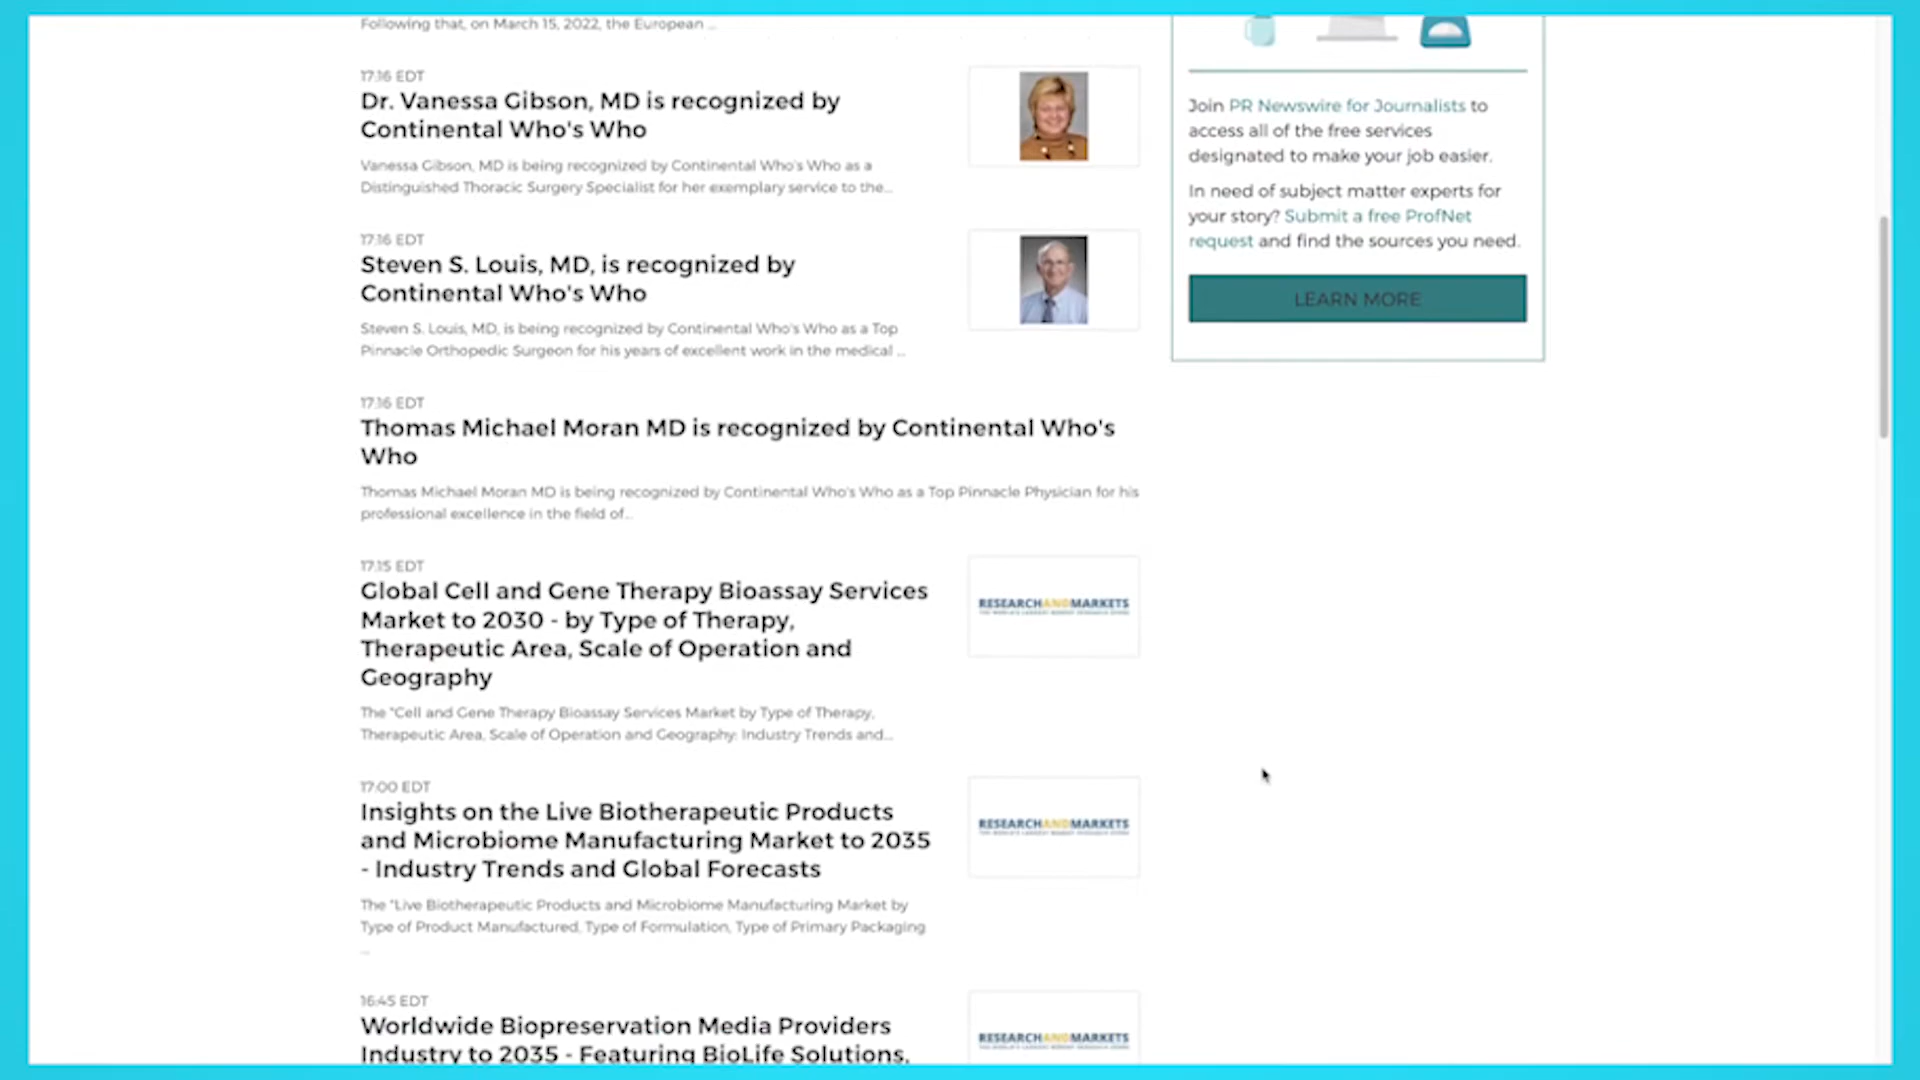 Following that, on March 15, 2022, the European ...
17:16 EDT
Dr. Vanessa Gibson, MD is recognized by
Continental Who's Who
Vanessa Gibson, MD is being recognized by Continental Who's Who as a
Distinguished Thoracic Surgery Specialist for her exemplary service to the...
17:16 EDT
Steven S. Louis, MD, is recognized by
Continental Who's Who
Steven S. Louis, MD, is being recognized by Continental Who's Who as a Top
Pinnacle Orthopedic Surgeon for his years of excellent work in the medical ...
17:16 EDT
Thomas Michael Moran MD is recognized by Continental Who's
Who
Thomas Michael Moran MD is being recognized by Continental Who's Who as a Top Pinnacle Physician for his
professional excellence in the field of...
17:15 EDT
Global Cell and Gene Therapy Bioassay Services
Market to 2030 - by Type of Therapy,
Therapeutic Area, Scale of Operation and
Geography
The "Cell and Gene Therapy Bioassay Services Market by Type of Therapy,
Therapeutic Area, Scale of Operation and Geography: Industry Trends and...
RESEARCHANDMARKETS
17:00 EDT
Insights on the Live Biotherapeutic Products
and Microbiome Manufacturing Market to 2035
- Industry Trends and Global Forecasts
The "Live Biotherapeutic Products and Microbiome Manufacturing Market by
Type of Product Manufactured, Type of Formulation, Type of Primary Packaging
...
RESEARCHANDMARKETS
16:45 EDT
Worldwide Biopreservation Media Providers
Industry to 2035 - Featuring BioLife Solutions,
RESEARCHANDMARKETS
Join PR Newswire for Journalists to
access all of the free services
designated to make your job easier.
In need of subject matter experts for
your story? Submit a free ProfNet
request and find the sources you need.
LEARN MORE